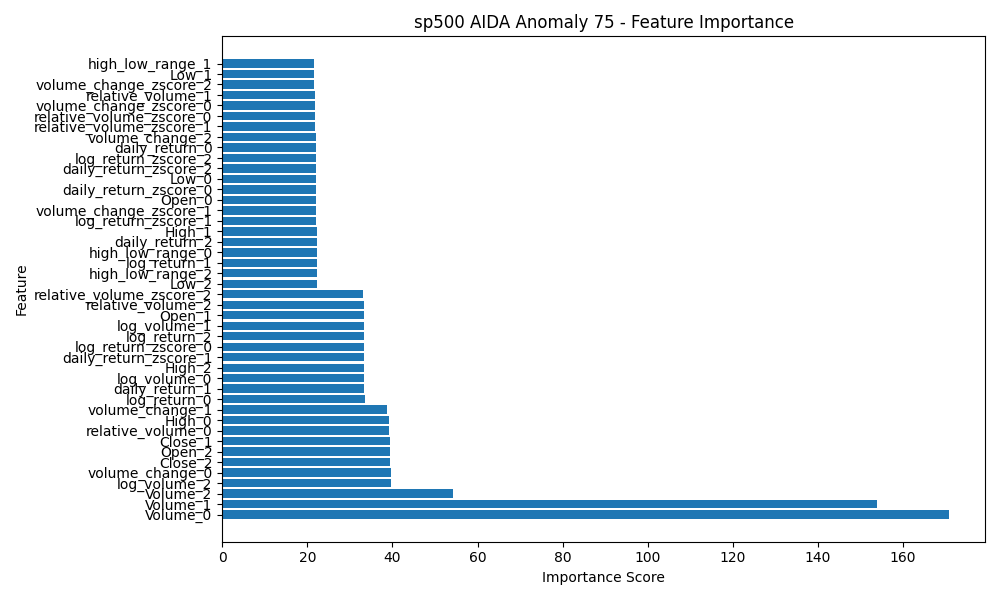 sp500 AIDA Anomaly 75 - Feature Importance
high_low_range_1
Low_1
volume_change_zscore_2
relative_volume_1
volume_change_zscore_0
relative_volume_zscore_0
relative_volume_zscore_1
volume_change_2
daily_return_0
log_return_zscore_2
daily_return_zscore_2
Low_0
daily_return_zscore_0
Open_0
volume_change_zscore_1
log_return_zscore_1
High_1
daily_return_2
high_low_range_0
log_return_1
high_low_range_2
Low_2
relative_volume_zscore_2
relative_volume_2
Open_1
log_volume_1
log_return_2
log_return_zscore_0
daily_return_zscore_1
High_2
log_volume_0
daily_return_1
log_return_0
volume_change_1
High_0
relative_volume_0
Close_1
Open_2
Close_2
volume_change_0
log_volume_2
Volume_2
Volume_1
Volume_0
Feature
0 20 40 60 80 100 120 140 160
Importance Score